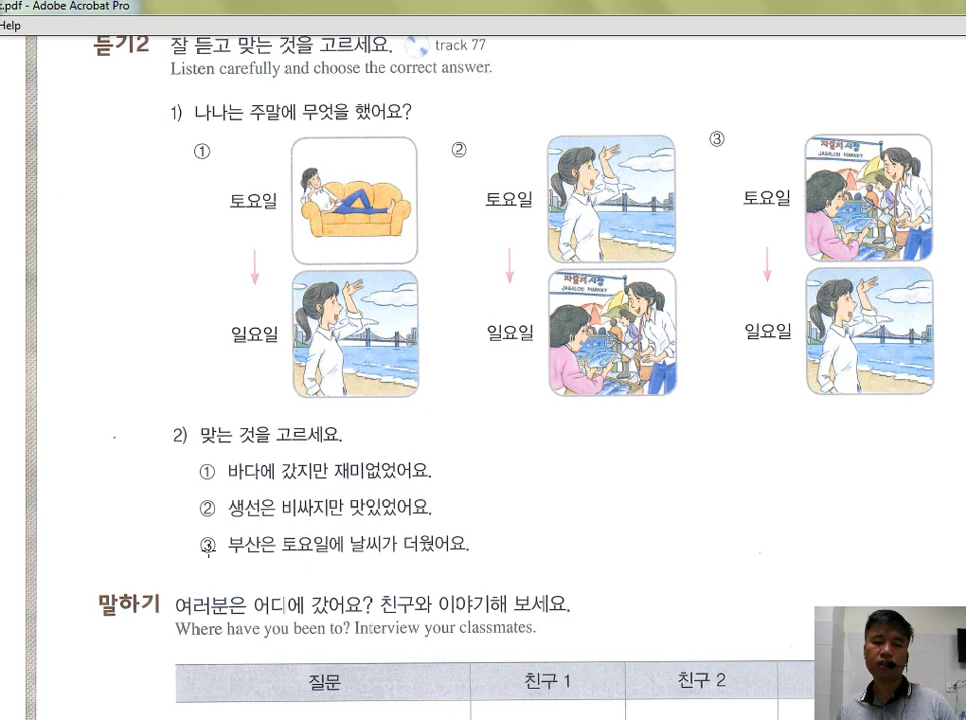 .pdf - Adobe Acrobat Pro
Help
듣기2 잘 듣고 맞는 것을 고르세요. track 77
Listen carefully and choose the correct answer.
1) 나나는 주말에 무엇을 했어요?
① ② ③
토요일 토요일 토요일
자갈치 시장
JAGALCHI MARKET
일요일 일요일 일요일
자갈치 시장
JAGALCHI MARKET
2) 맞는 것을 고르세요.
① 바다에 갔지만 재미없었어요.
② 생선은 비싸지만 맛있었어요.
③ 부산은 토요일에 날씨가 더웠어요.
말하기 여러분은 어디에 갔어요? 친구와 이야기해 보세요.
Where have you been to? Interview your classmates.
질문 친구 1 친구 2